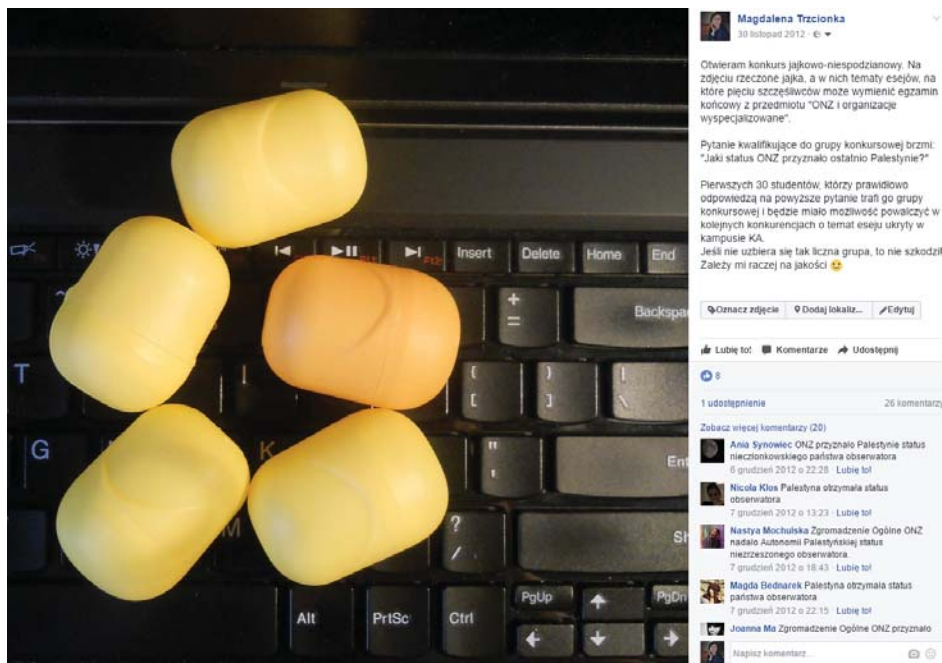 Magdalena Trzcionka
30 listopad 2012
Otwieram konkurs jajkowo-niespodzianowy. Na
zdjęciu rzeczone jajka, a w nich tematy esejów, na
które pięciu szczęśliwców może wymienić egzamin
końcowy z przedmiotu "ONZ i organizacje
wyspecjalizowane".
Pytanie kwalifikujące do grupy konkursowej brzmi:
"Jaki status ONZ przyznało ostatnio Palestynie?"
Pierwszych 30 studentów, którzy prawidłowo
odpowiedzą na powyższe pytanie trafi go grupy
konkursowej i będzie miało możliwość powalczyć w
kolejnych konkurencjach o temat eseju ukryty w
kampusie KA.
Jeśli nie uzbiera się tak liczna grupa, to nie szkodzi!
Zależy mi raczej na jakości
Oznacz zdjęcie Dodaj lokaliz... Edytuj
Lubię to! Komentarze Udostępnij
8
1 udostępnienie 26 komentarzy
Zobacz więcej komentarzy (20)
Ania Synowiec ONZ przyznało Palestynie status
nieczłonkowskiego państwa obserwatora
6 grudzień 2012 o 22:28 · Lubię to!
Nicola Klos Palestyna otrzymała status
obserwatora
7 grudzień 2012 o 13:23 · Lubię to!
Nastya Mochulska Zgromadzenie Ogólne ONZ
nadało Autonomii Palestyńskiej status
niezrzeszonego obserwatora.
7 grudzień 2012 o 18:43 · Lubię to!
Magda Bednarek Palestyna otrzymała status
państwa obserwatora
7 grudzień 2012 o 22:15 · Lubię to!
Joanna Ma Zgromadzenie Ogólne ONZ przyznało
Napisz komentarz...
Insert Delete Home End
+ =
Backspa
T
{ [ } ] | \
G K " ' Ent
M ? / Sh
Alt PrtSc Ctrl PgUp PgDn